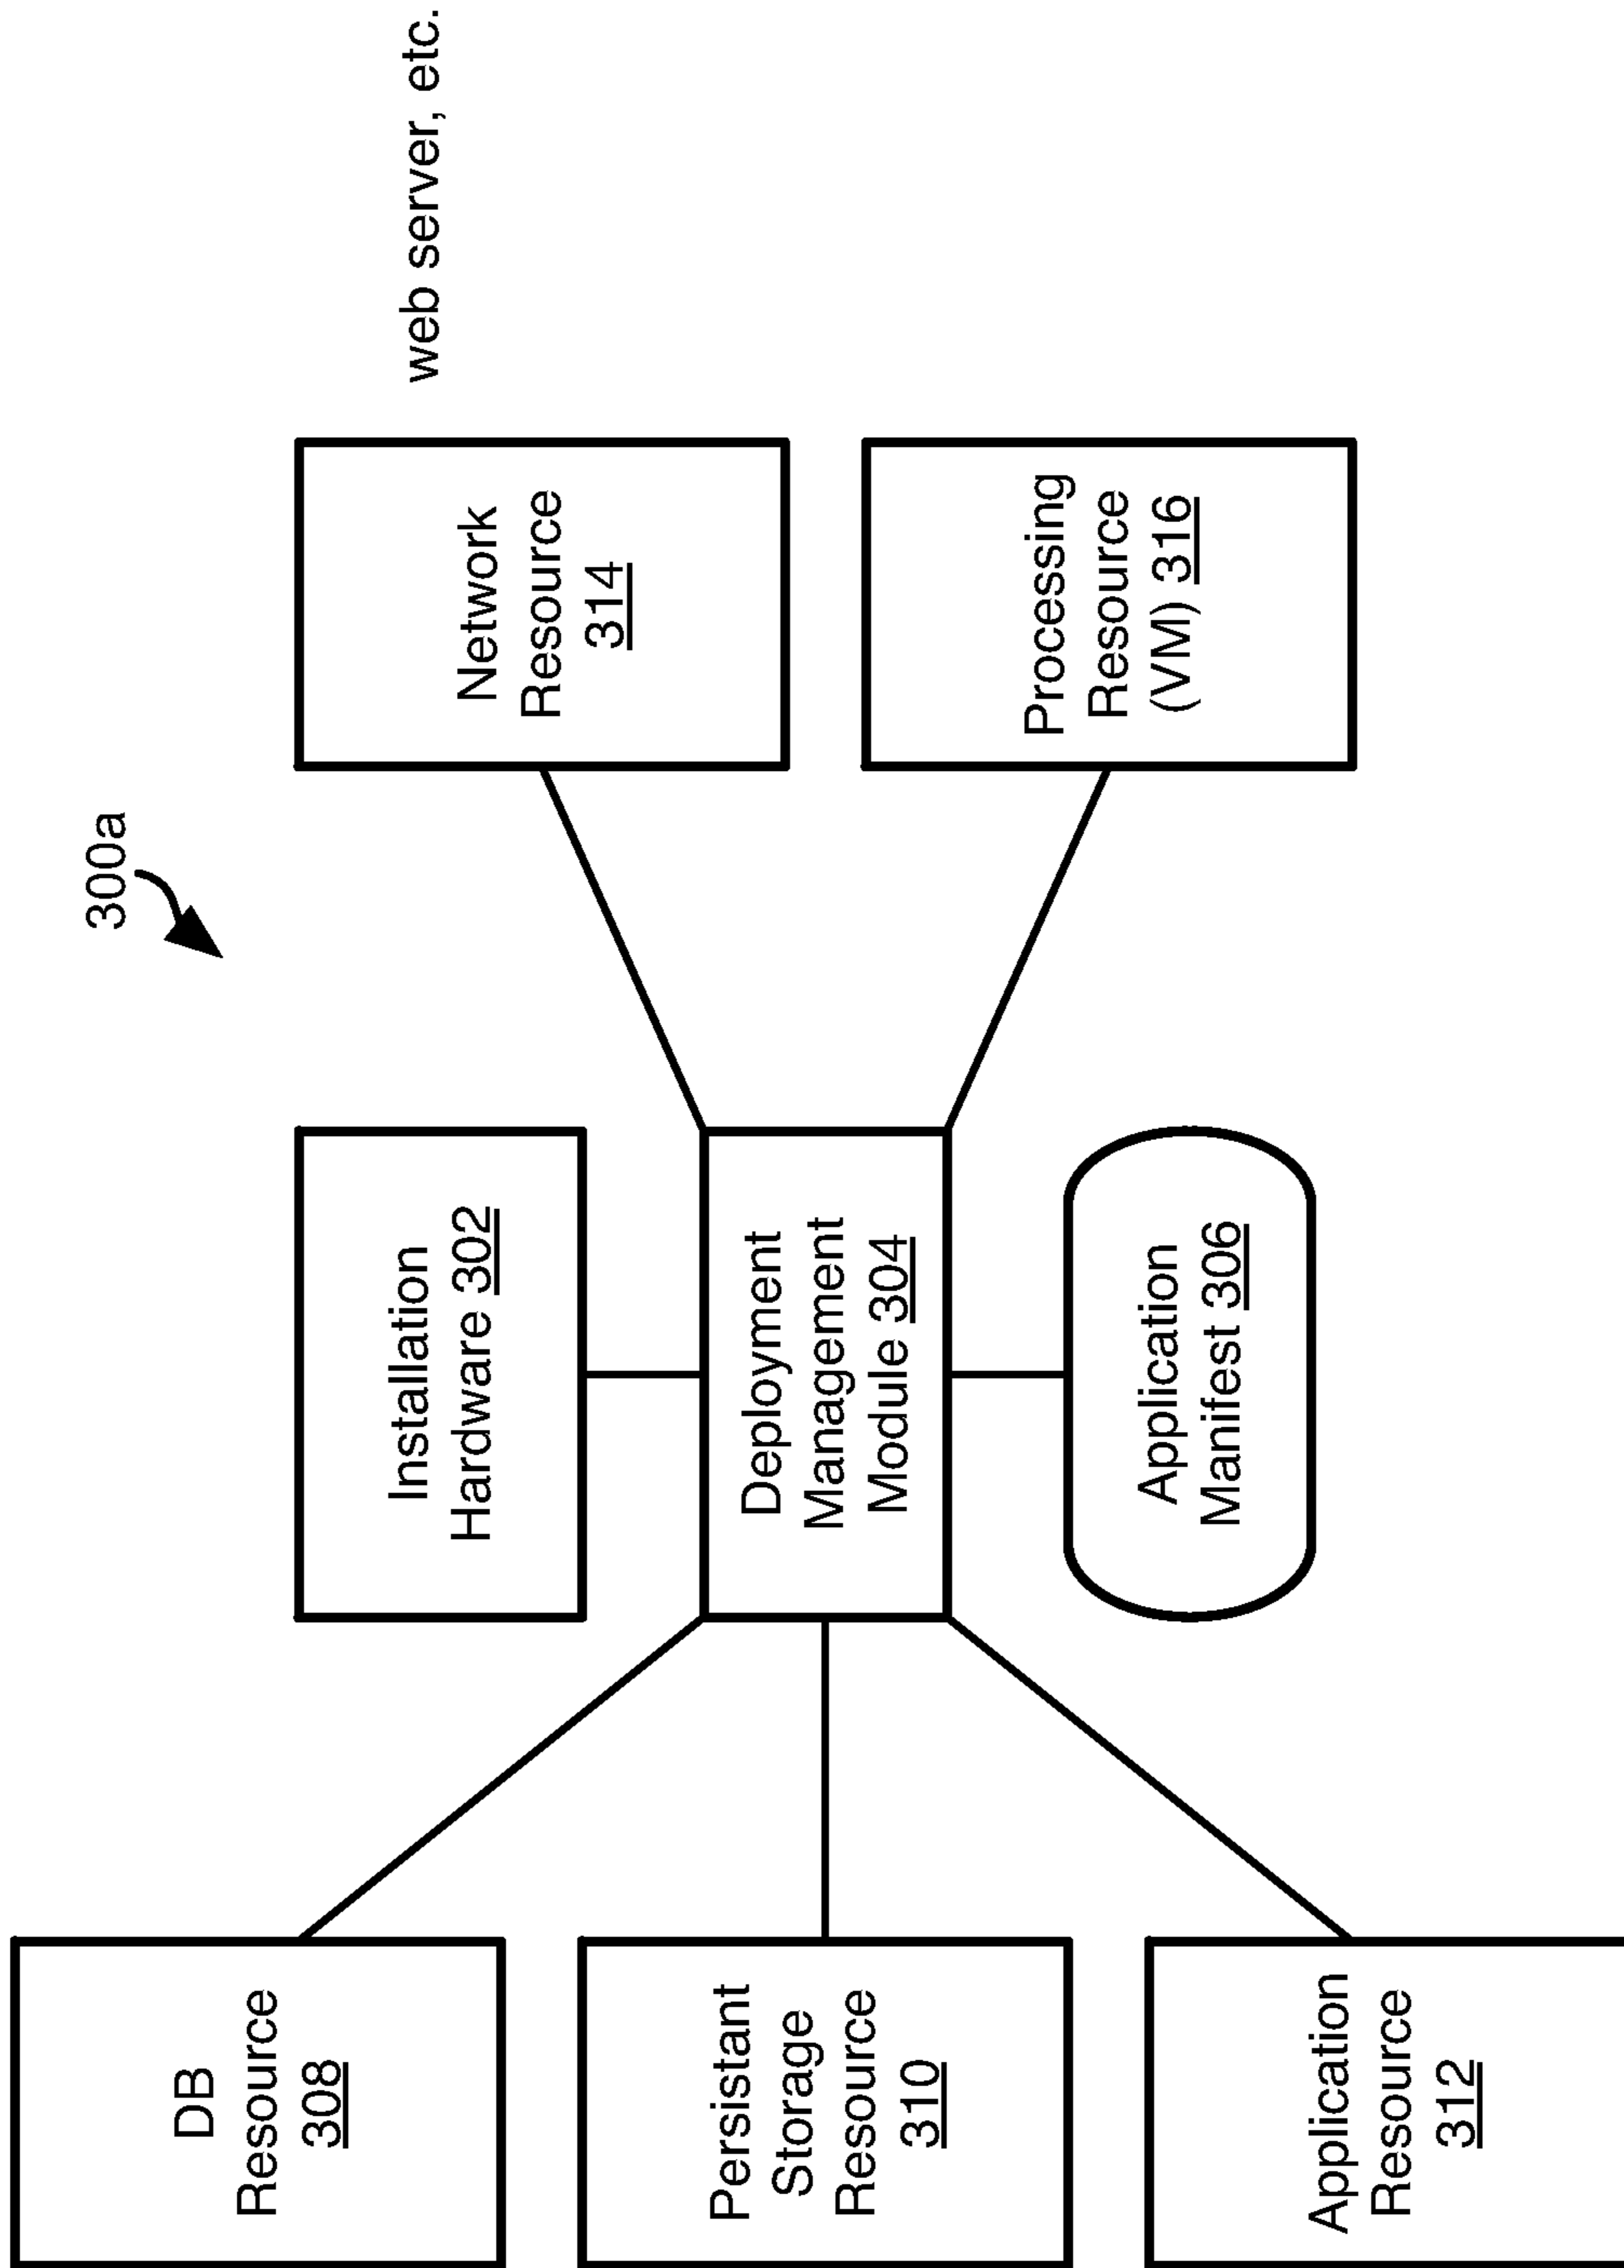 300a
web server, etc.
DB
Resource
308
Installation
Hardware 302
Network
Resource
314
Persistant
Storage
Resource
310
Deployment
Management
Module 304
Processing
Resource
(VM) 316
Application
Resource
312
Application
Manifest 306